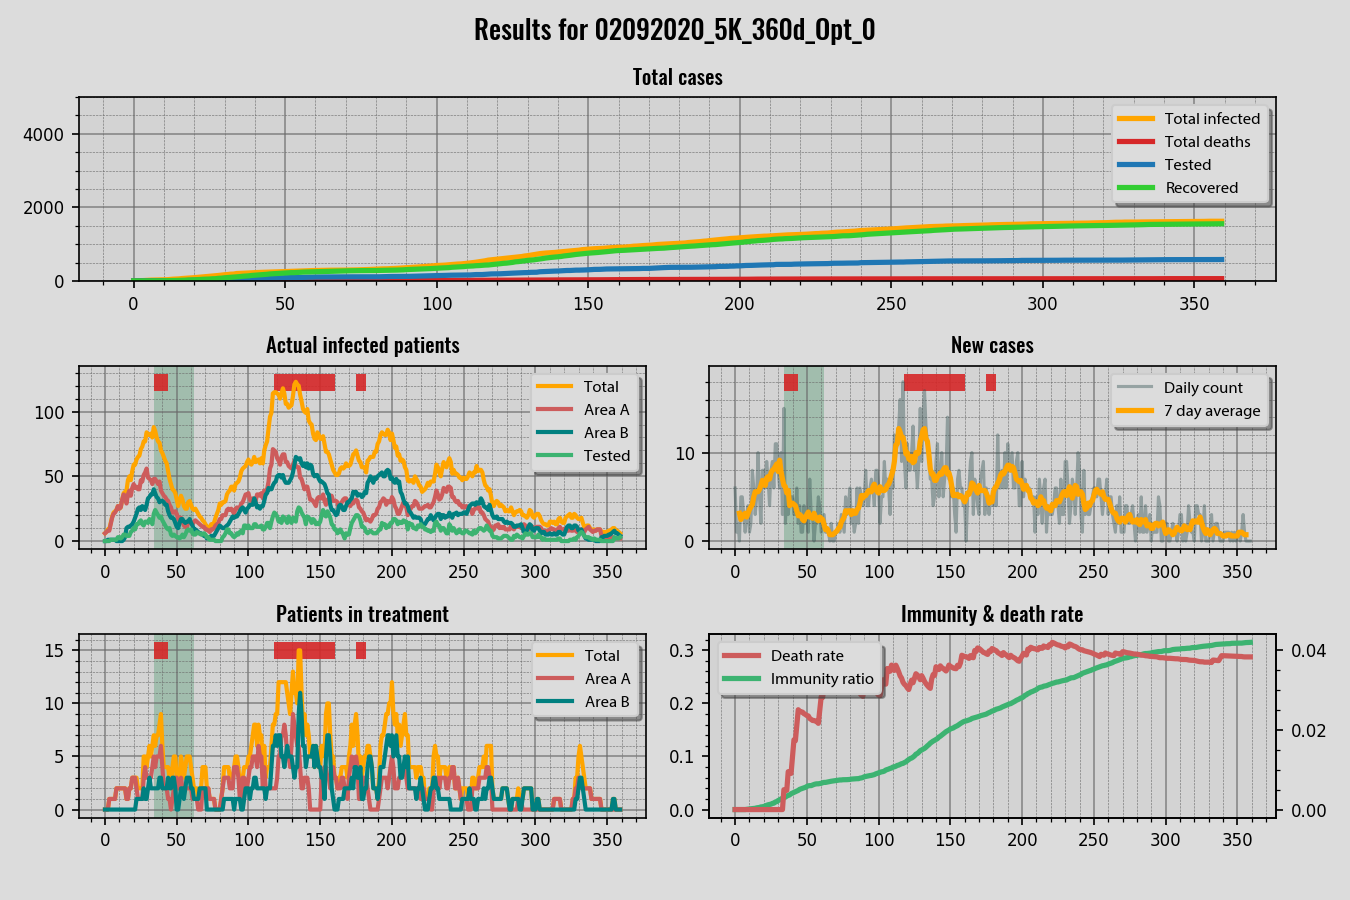 Results for 02092020_5K_360d_Opt_0
Total cases
4000
2000
0
Total infected
Total deaths
Tested
Recovered
0 50 100 150 200 250 300 350
Actual infected patients
100
50
0
Total
Area A
Area B
Tested
0 50 100 150 200 250 300 350
New cases
10
0
Daily count
7 day average
0 50 100 150 200 250 300 350
Patients in treatment
15
10
5
0
Total
Area A
Area B
0 50 100 150 200 250 300 350
Immunity & death rate
0.3
0.2
0.1
0.0
Death rate
Immunity ratio
0.04
0.02
0.00
0 50 100 150 200 250 300 350